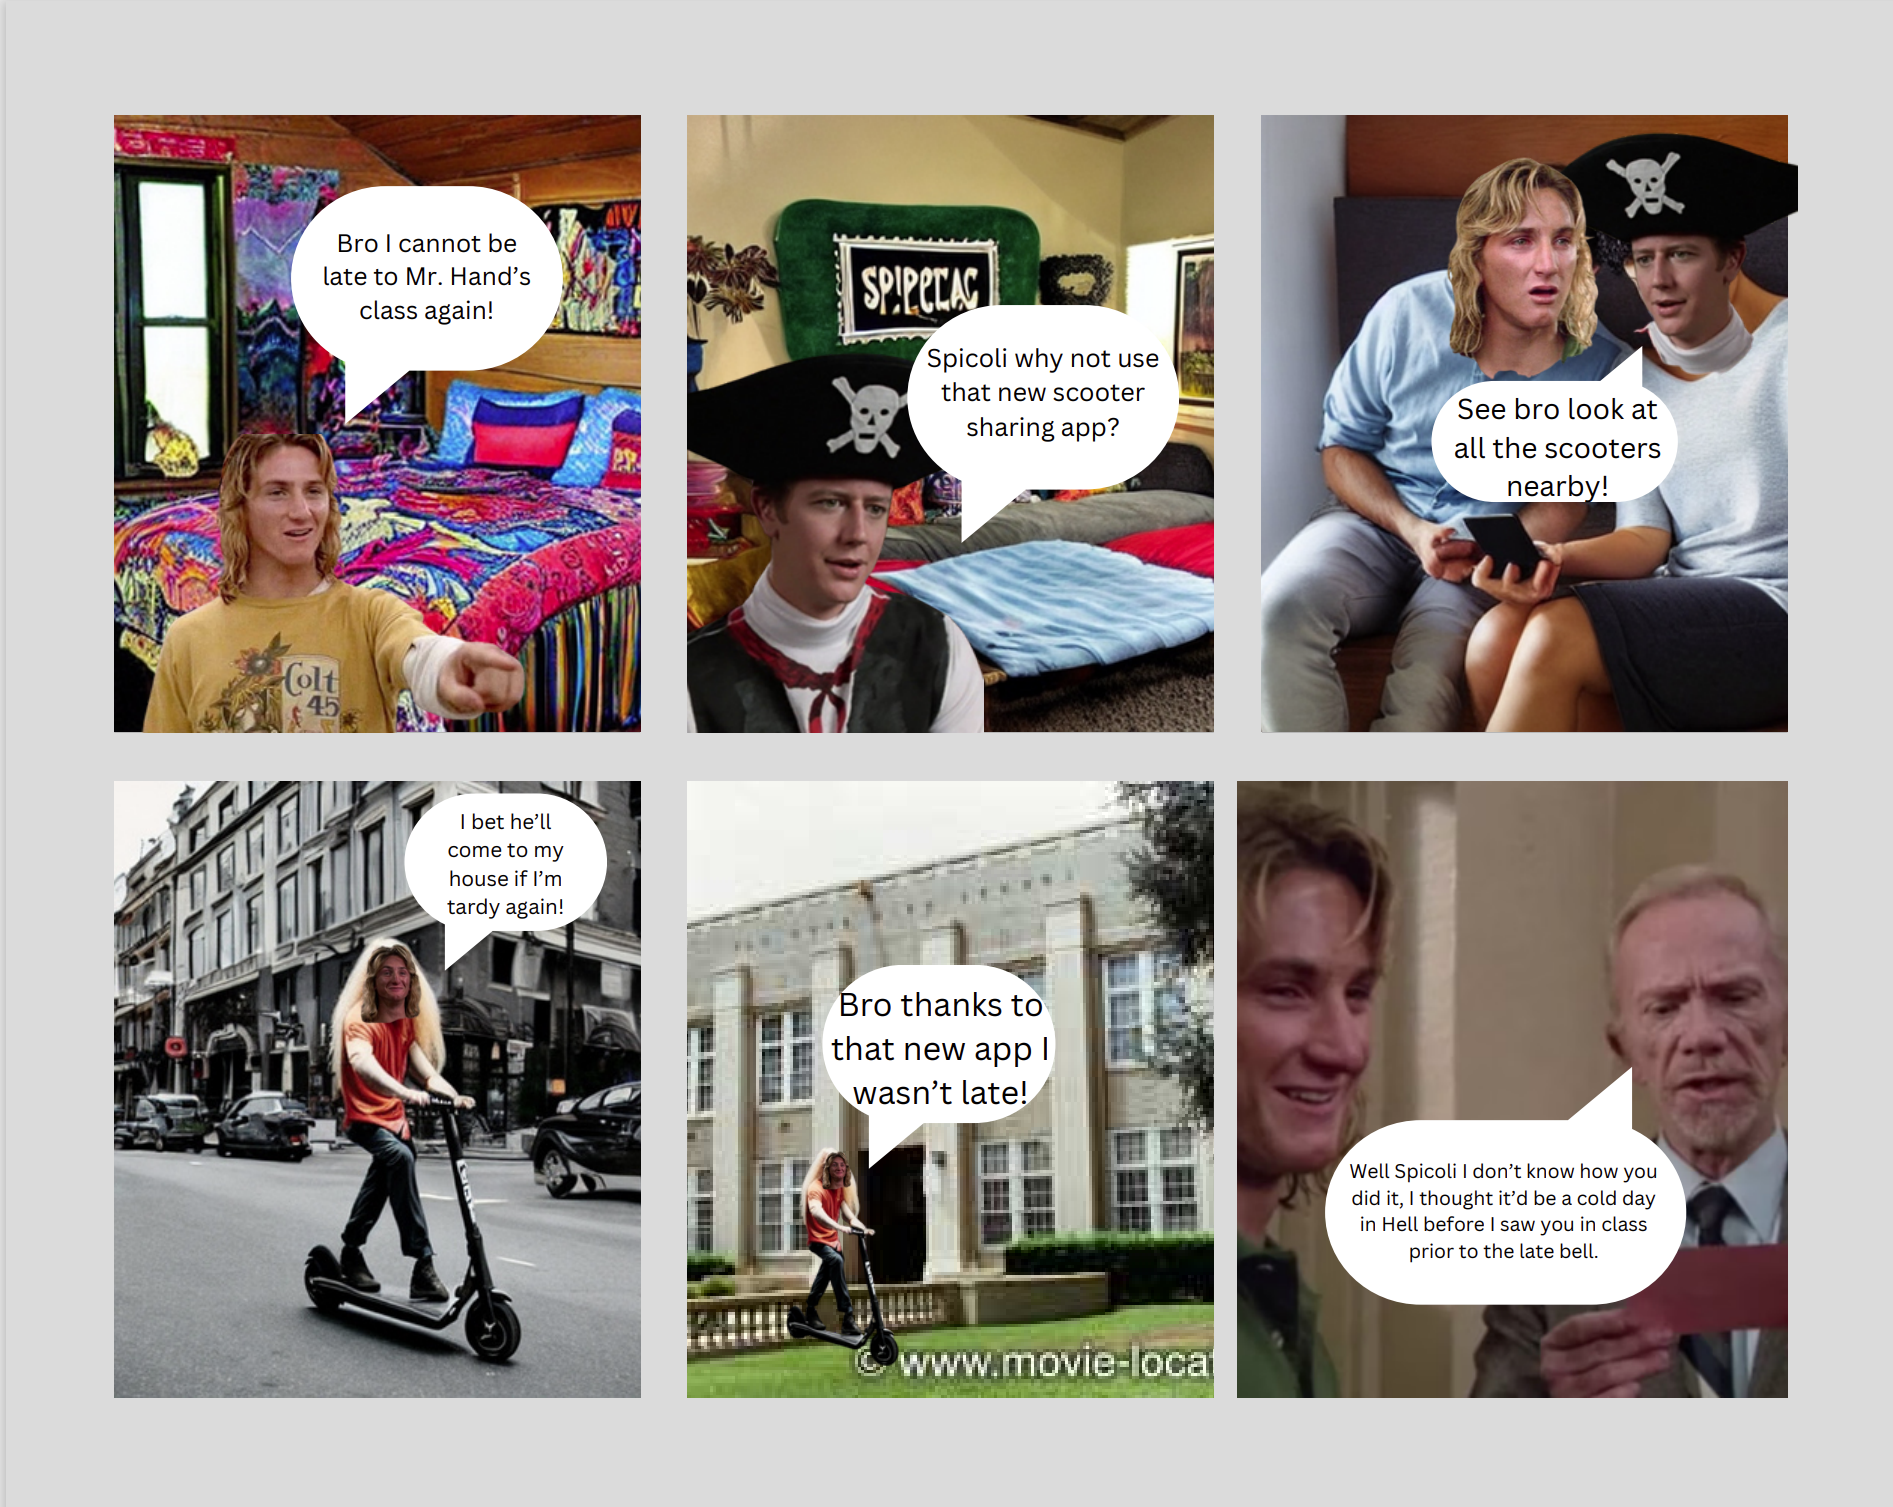 Bro I cannot be
late to Mr. Hand's
class again!
Colt
45
SPIPETAC
Spicoli why not use
that new scooter
sharing app?
See bro look at
all the scooters
nearby!
I bet he'll
come to my
house if I'm
tardy again!
Bro thanks to
that new app I
wasn't late!
© www.movie-loca
Well Spicoli I don't know how you
did it, I thought it'd be a cold day
in Hell before I saw you in class
prior to the late bell.